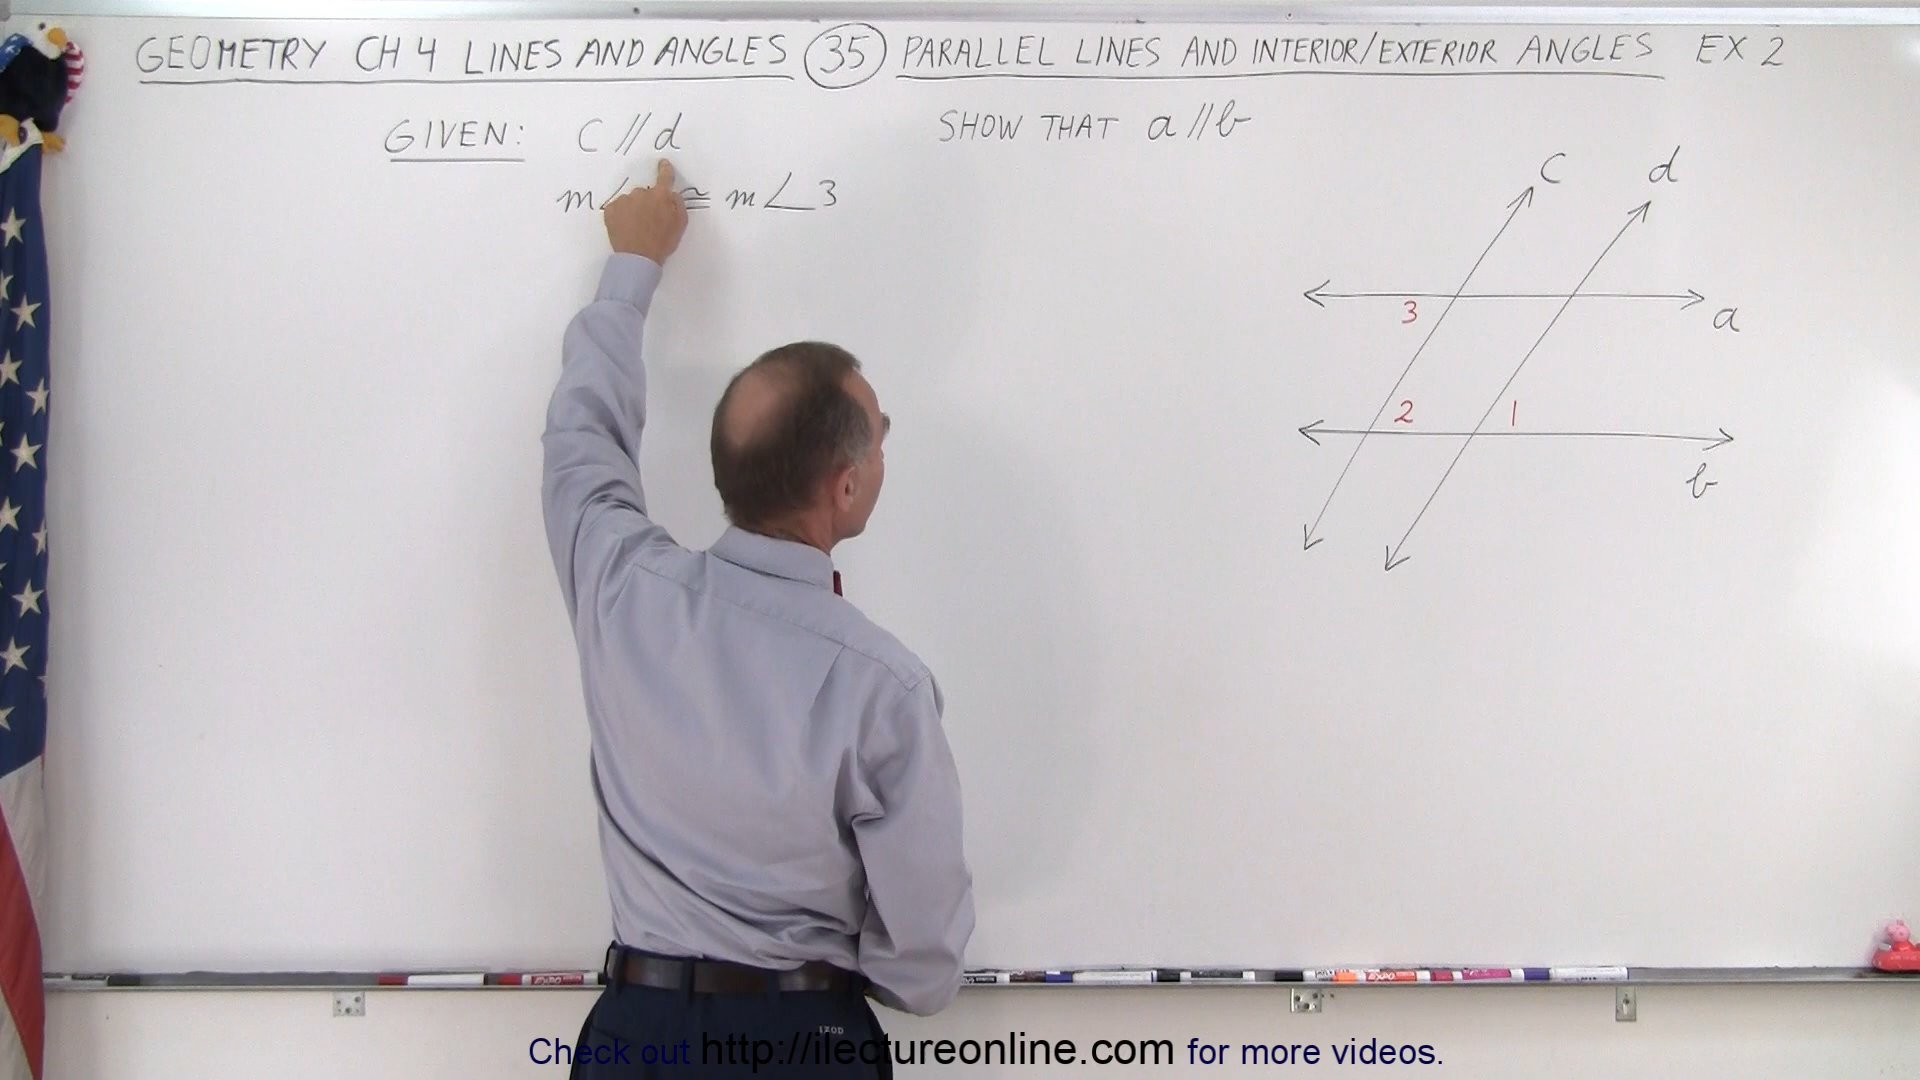 GEOMETRY CH 4 LINES AND ANGLES 35 PARALLEL LINES AND INTERIOR/EXTERIOR ANGLES EX 2
GIVEN: C // d
SHOW THAT a // b
m∠ ≅ m∠3
c
d
3
a
2
1
b
IZOD
Check out http://ilectureonline.com for more videos.